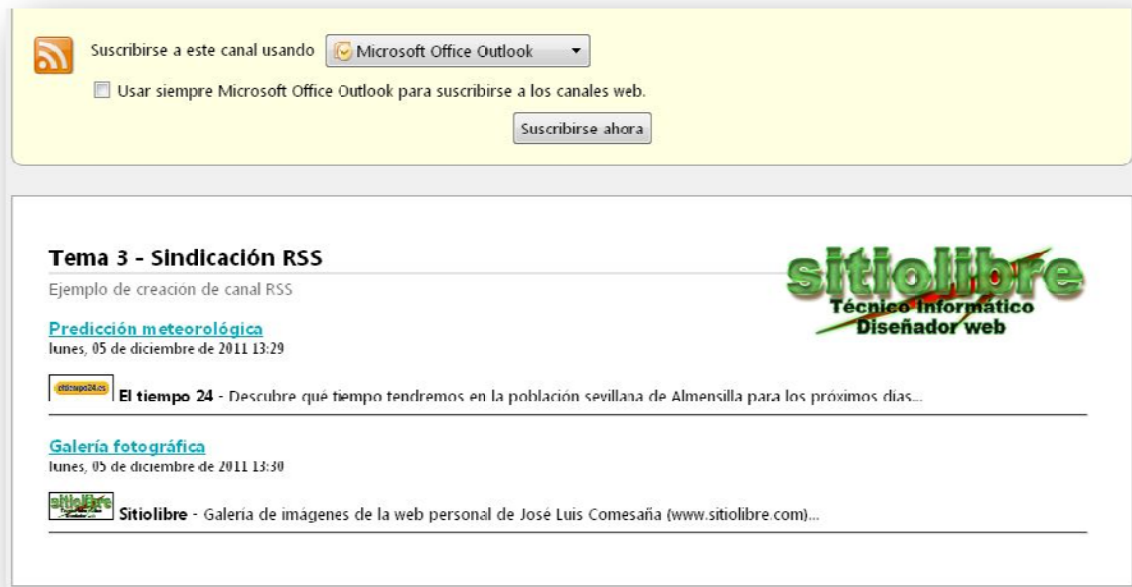 Suscribirse a este canal usando Microsoft Office Outlook
Usar siempre Microsoft Office Outlook para suscribirse a los canales web.
Suscribirse ahora
Tema 3 - Sindicación RSS
Ejemplo de creación de canal RSS
sitiolibre
Técnico Informático
Diseñador web
Predicción meteorológica
lunes, 05 de diciembre de 2011 13:29
eltiempo24.es
El tiempo 24 - Descubre qué tiempo tendremos en la población sevillana de Almensilla para los próximos días...
Galería fotográfica
lunes, 05 de diciembre de 2011 13:30
sitiolibre
Sitiolibre - Galería de imágenes de la web personal de José Luis Comesaña (www.sitiolibre.com)...